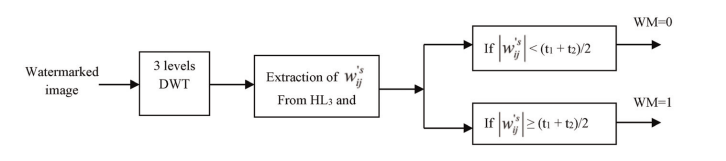 Watermarked
image
3 levels
DWT
Extraction of w'ˢᵢⱼ
From HL₃ and
If |w'ˢᵢⱼ| < (t₁ + t₂)/2
WM=0
If |w'ˢᵢⱼ| ≥ (t₁ + t₂)/2
WM=1